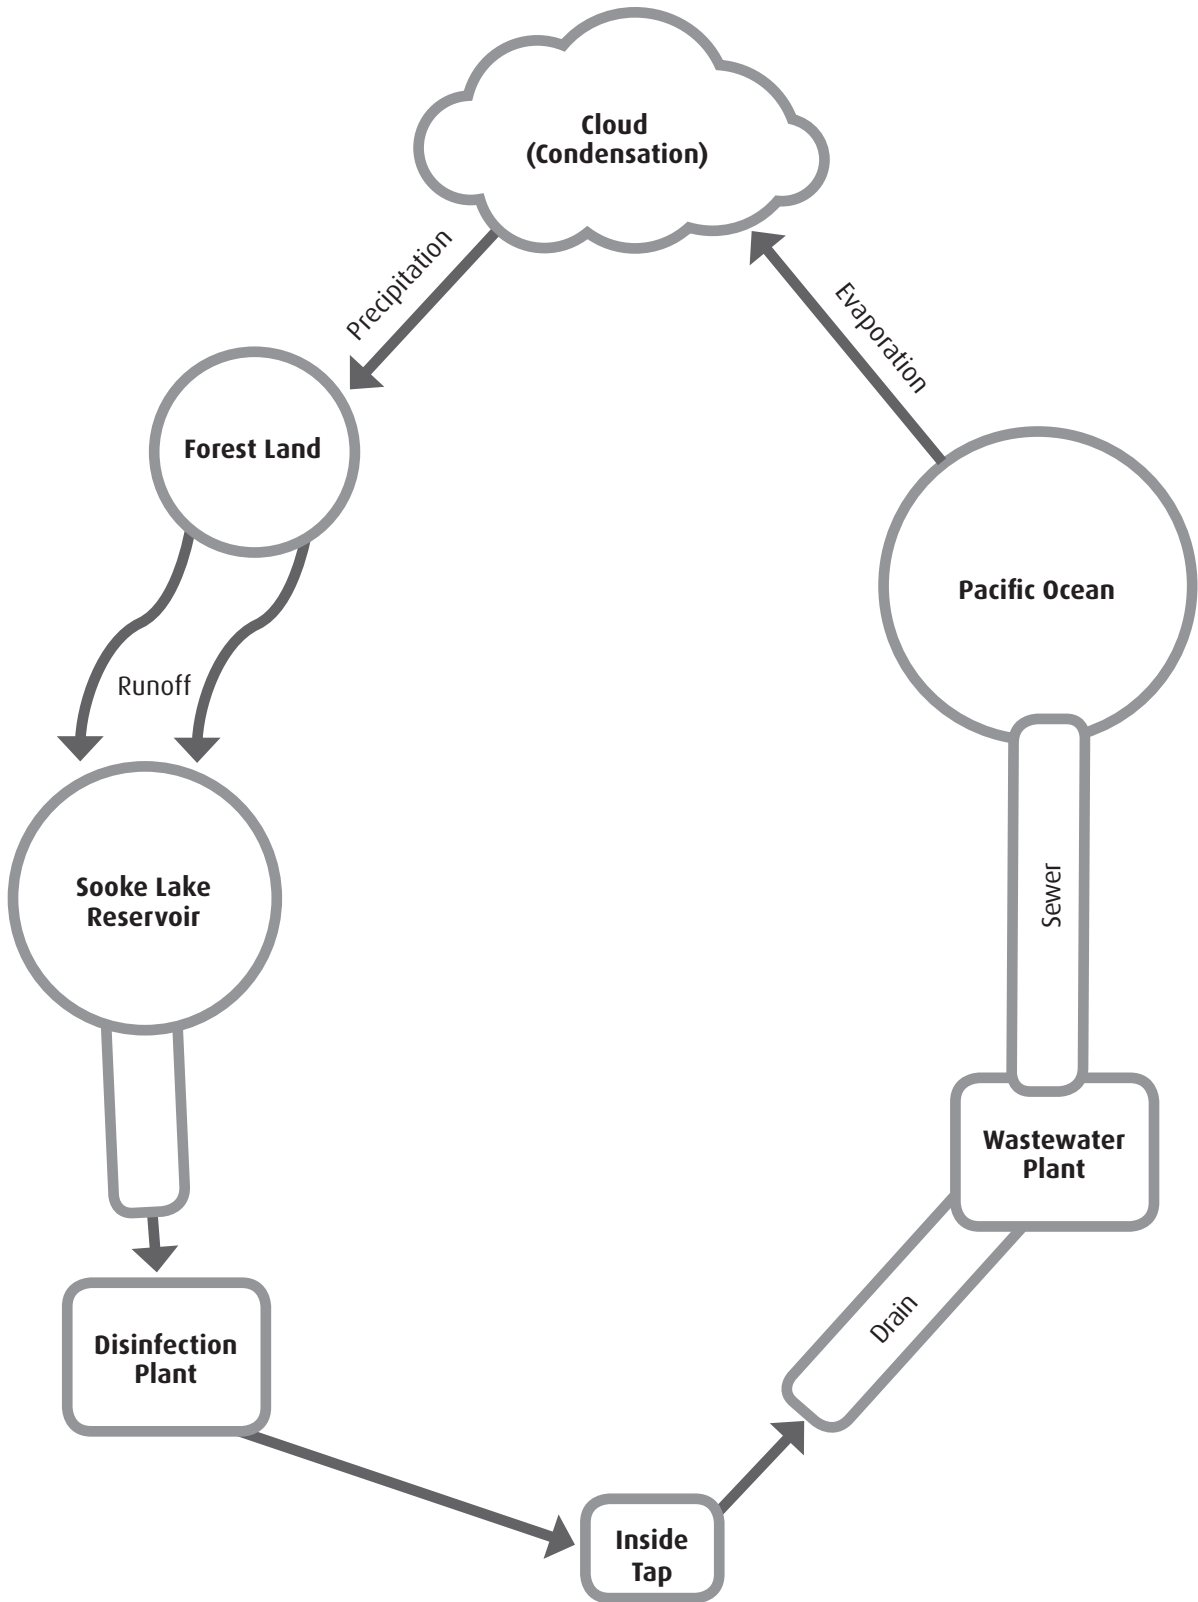 Cloud
(Condensation)
Precipitation
Evaporation
Forest Land
Pacific Ocean
Runoff
Sooke Lake
Reservoir
Sewer
Wastewater
Plant
Drain
Disinfection
Plant
Inside
Tap